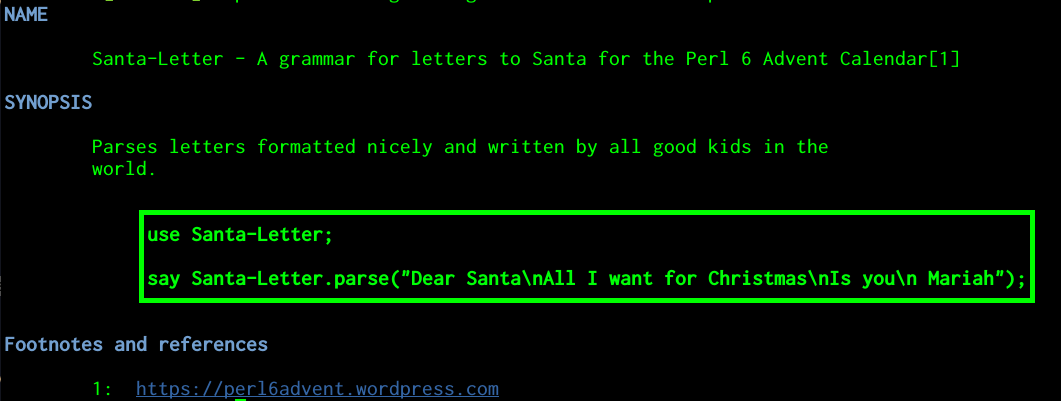 NAME
Santa-Letter - A grammar for letters to Santa for the Perl 6 Advent Calendar[1]
SYNOPSIS
Parses letters formatted nicely and written by all good kids in the
world.
use Santa-Letter;
say Santa-Letter.parse("Dear Santa\nAll I want for Christmas\nIs you\n Mariah");
Footnotes and references
1: https://perl6advent.wordpress.com